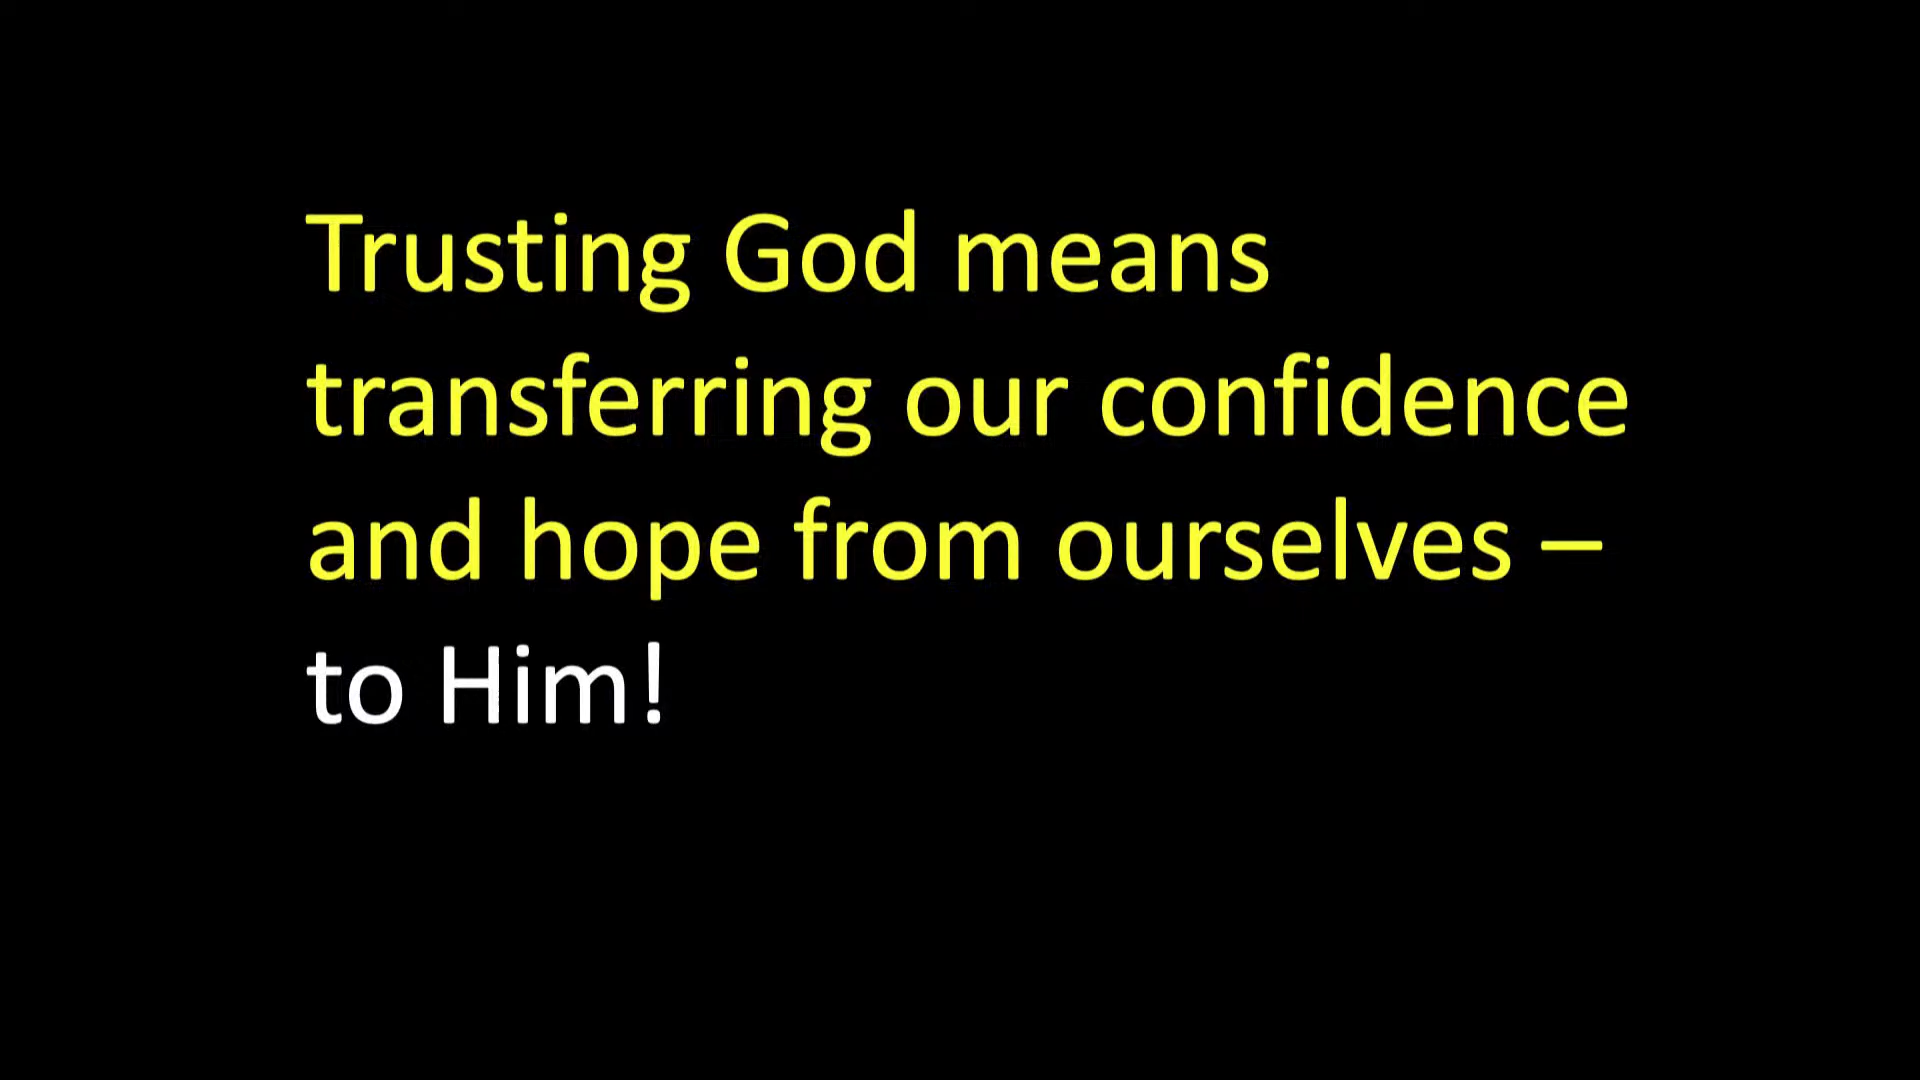 Trusting God means
transferring our confidence
and hope from ourselves –
to Him!